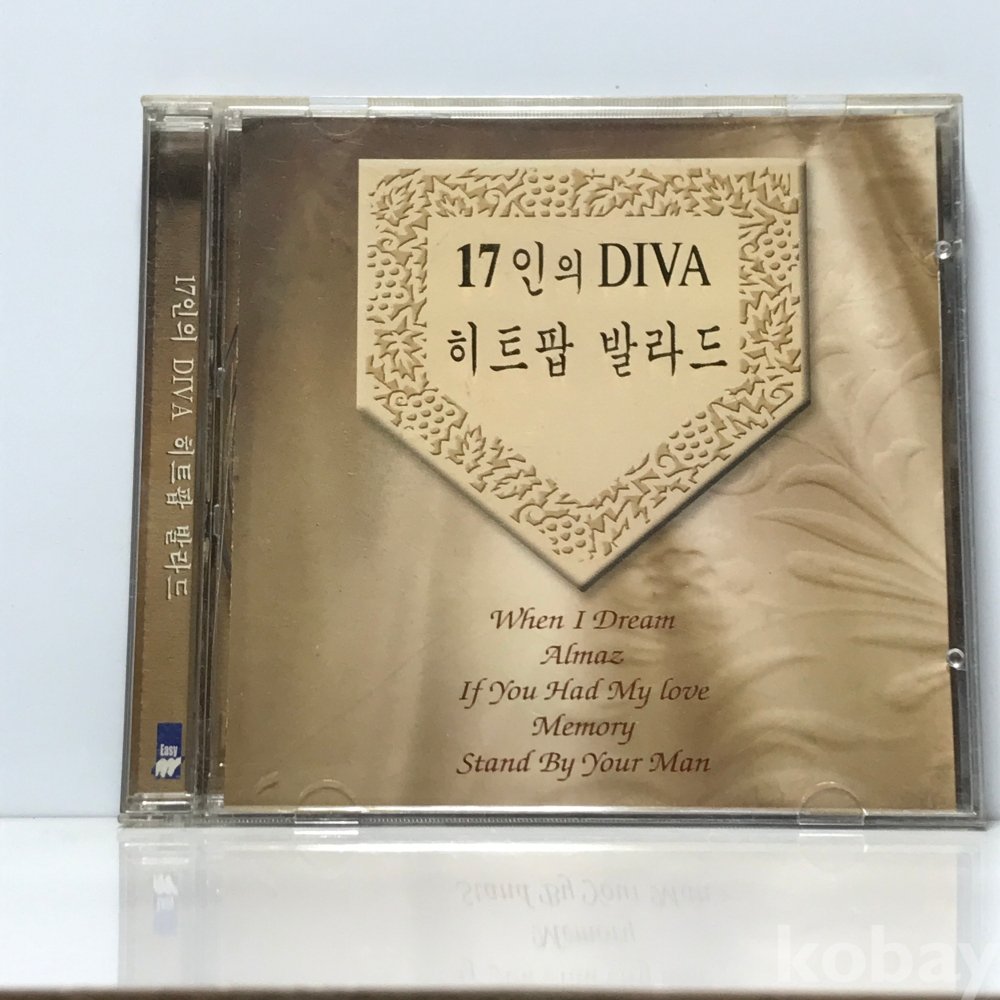 17인의 DIVA
히트팝 발라드
When I Dream
Almaz
If You Had My love
Memory
Stand By Your Man
17인의 DIVA 히트팝 발라드
Easy
kobay